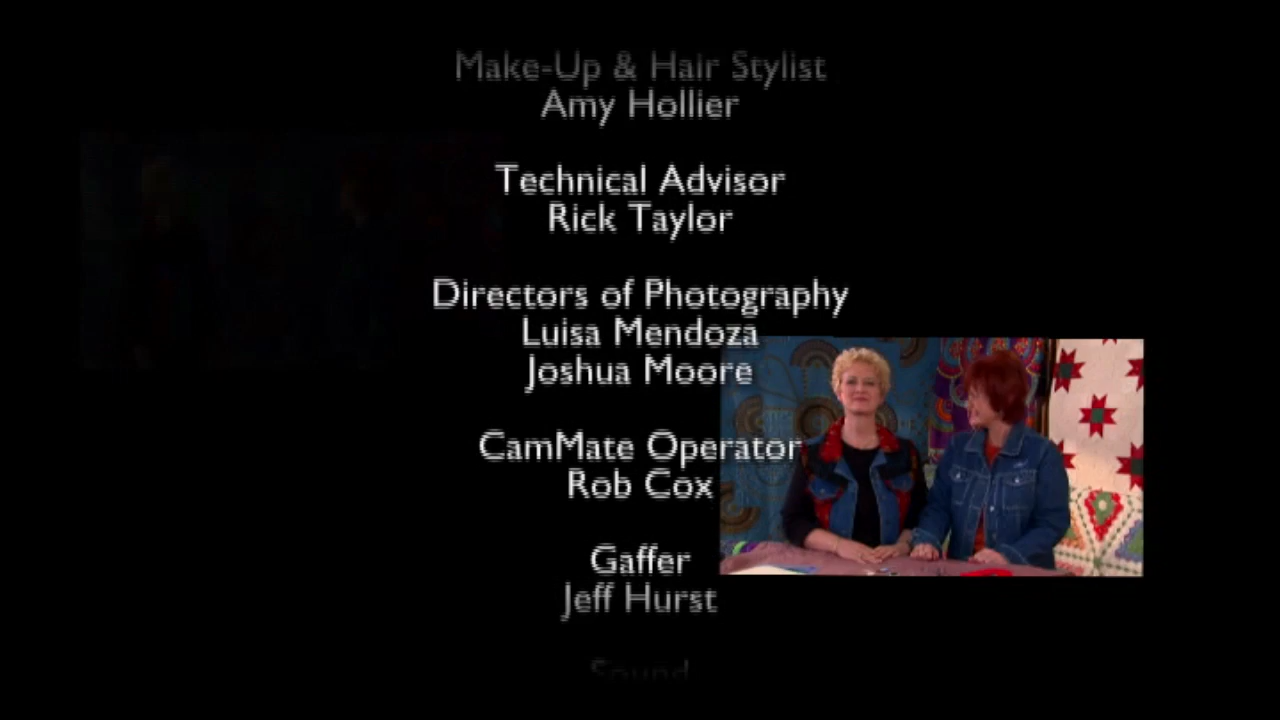 Make-Up & Hair Stylist
Amy Hollier
Technical Advisor
Rick Taylor
Directors of Photography
Luisa Mendoza
Joshua Moore
CamMate Operator
Rob Cox
Gaffer
Jeff Hurst
Sound